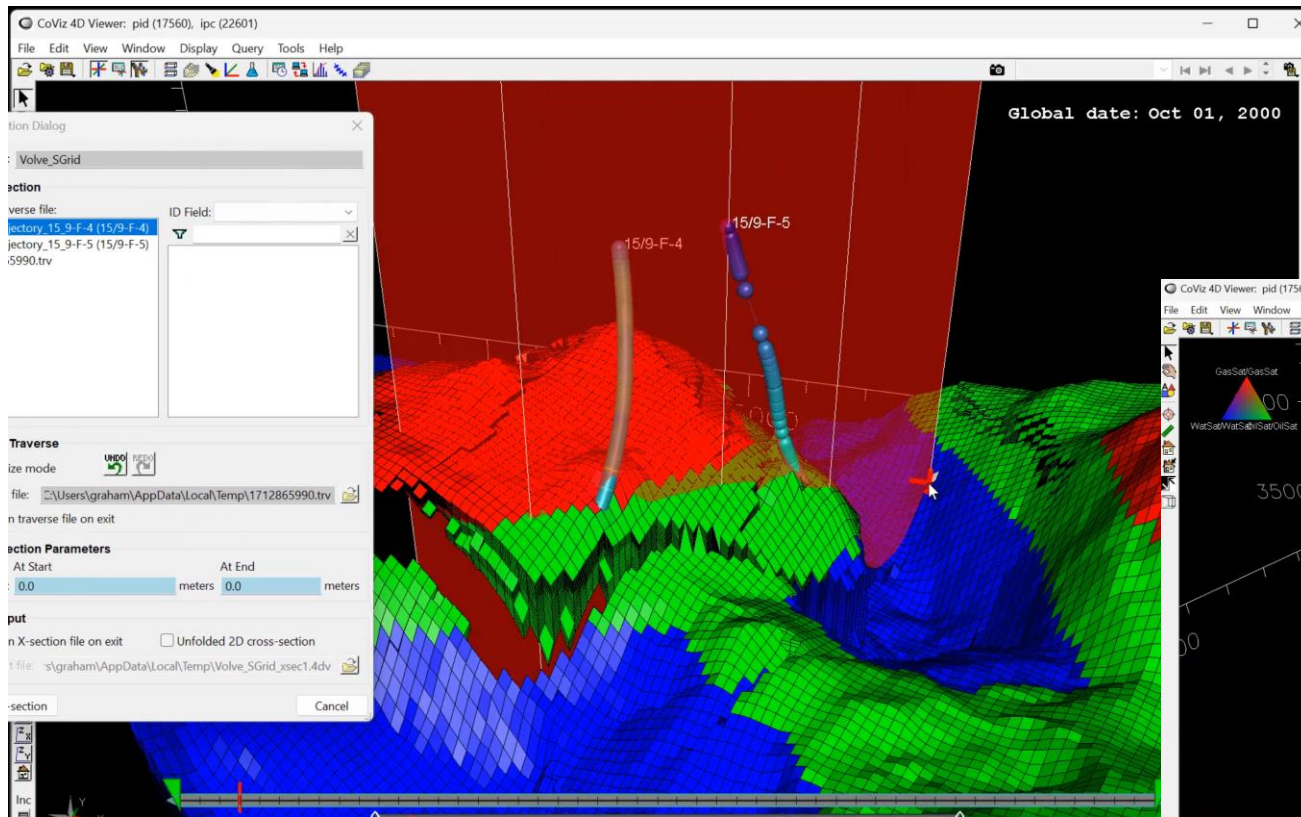 CoViz 4D Viewer: pid (17560), ipc (22601)
File Edit View Window Display Query Tools Help
Global date: Oct 01, 2000
tion Dialog
: Volve_SGrid
ection
verse file:
ID Field:
jectory_15_9-F-4 (15/9-F-4)
jectory_15_9-F-5 (15/9-F-5)
5990.trv
15/9-F-4
15/9-F-5
Traverse
ize mode
UNDO REDO
file: C:\Users\graham\AppData\Local\Temp\1712865990.trv
n traverse file on exit
ection Parameters
At Start At End
: 0.0 meters 0.0 meters
put
n X-section file on exit Unfolded 2D cross-section
t file: 's\graham\AppData\Local\Temp\Volve_SGrid_xsec1.4dv
-section Cancel
Inc
Y
CoViz 4D Viewer: pid (1756
File Edit View Window
GasSat/GasSat
WatSat/WatSat
OilSat/OilSat
3500